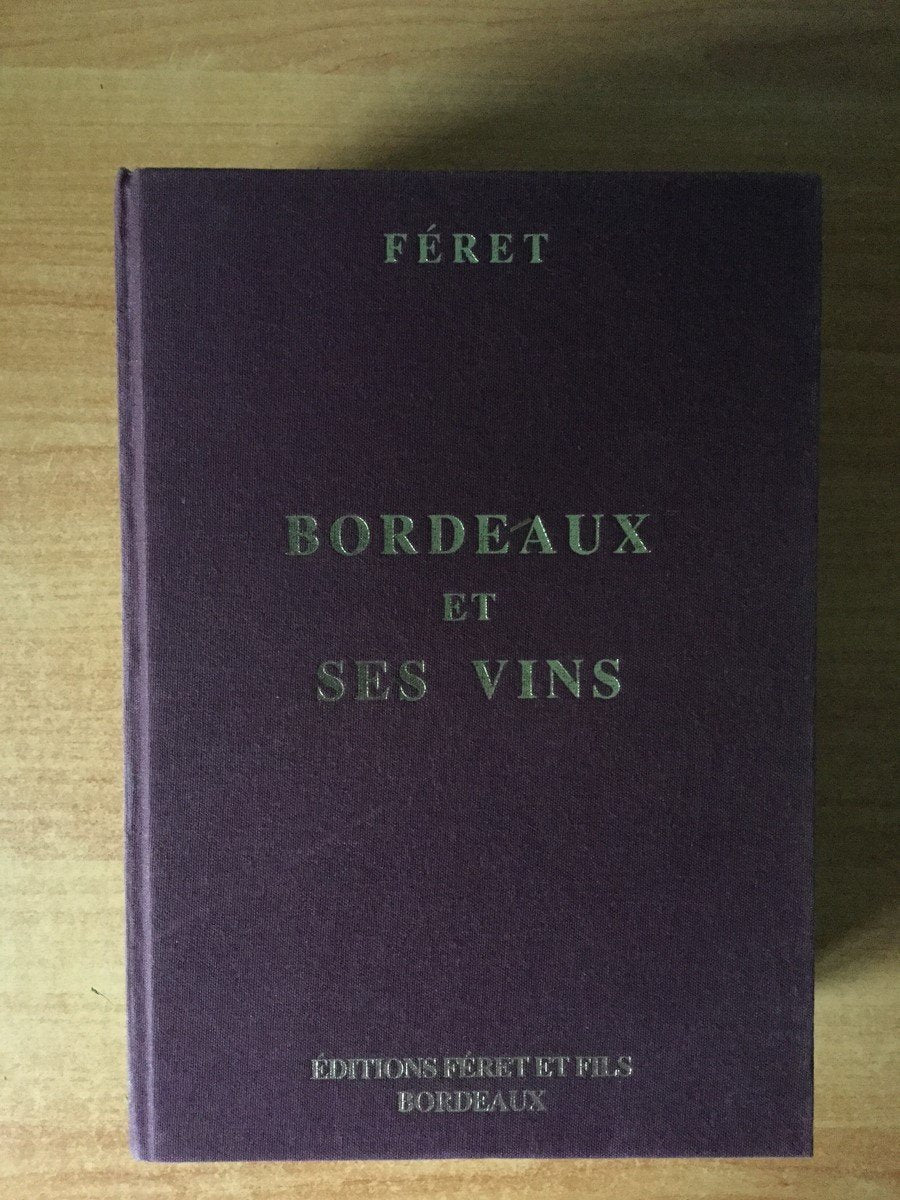 FÉRET
BORDEAUX
ET
SES VINS
ÉDITIONS FÉRET ET FILS
BORDEAUX